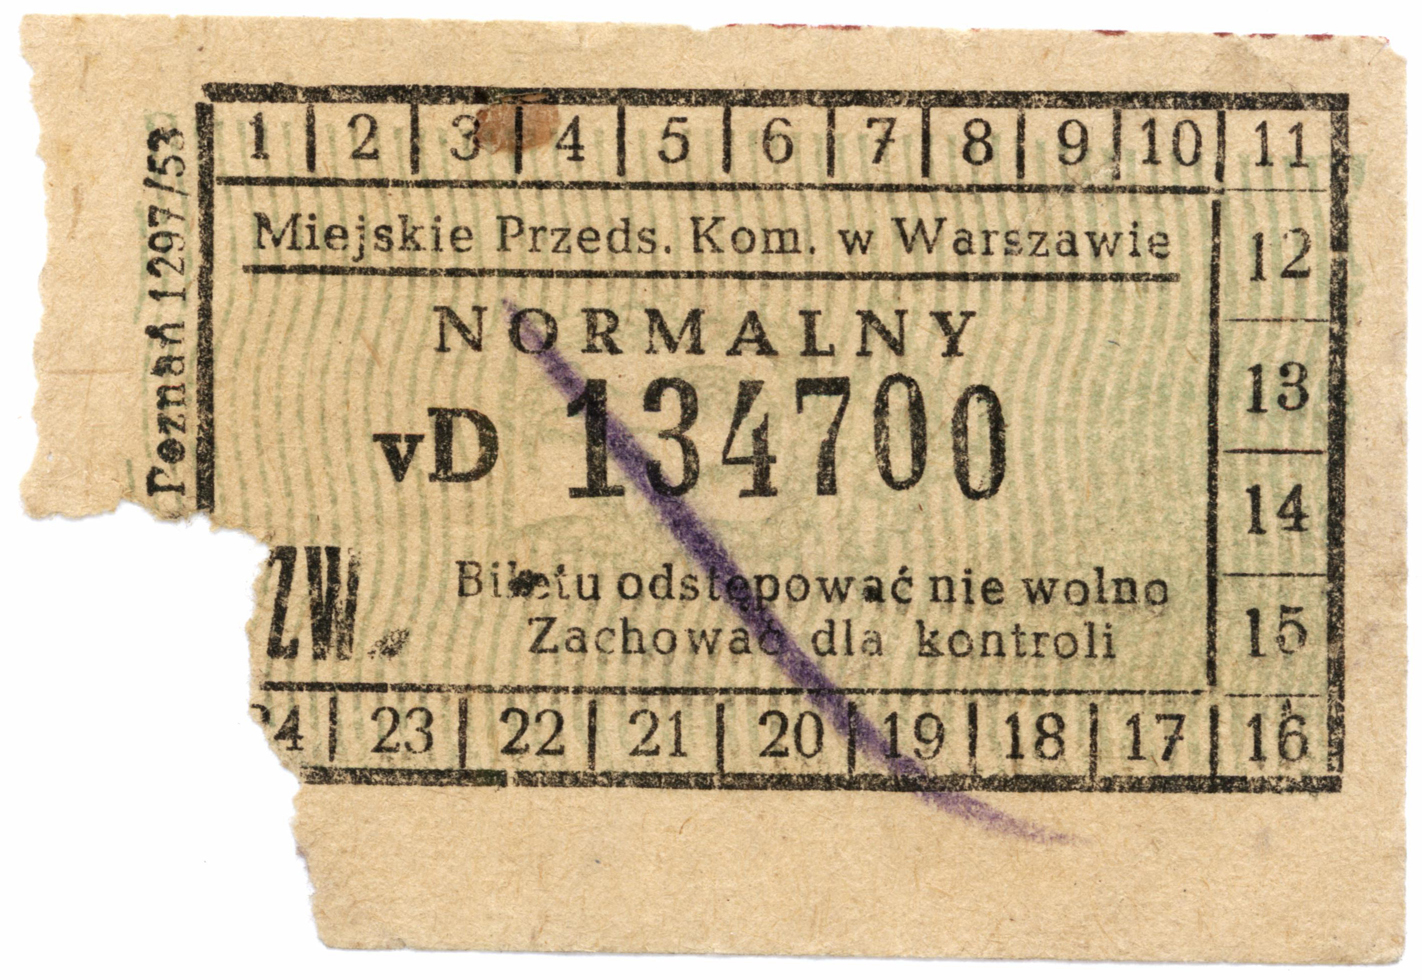 1 2 3 4 5 6 7 8 9 10 11
Poznań 1297/53
Miejskie Przeds. Kom. w Warszawie
12
NORMALNY
13
vD 134700
14
ZW.
Biletu odstępować nie wolno
Zachować dla kontroli
15
24 23 22 21 20 19 18 17 16